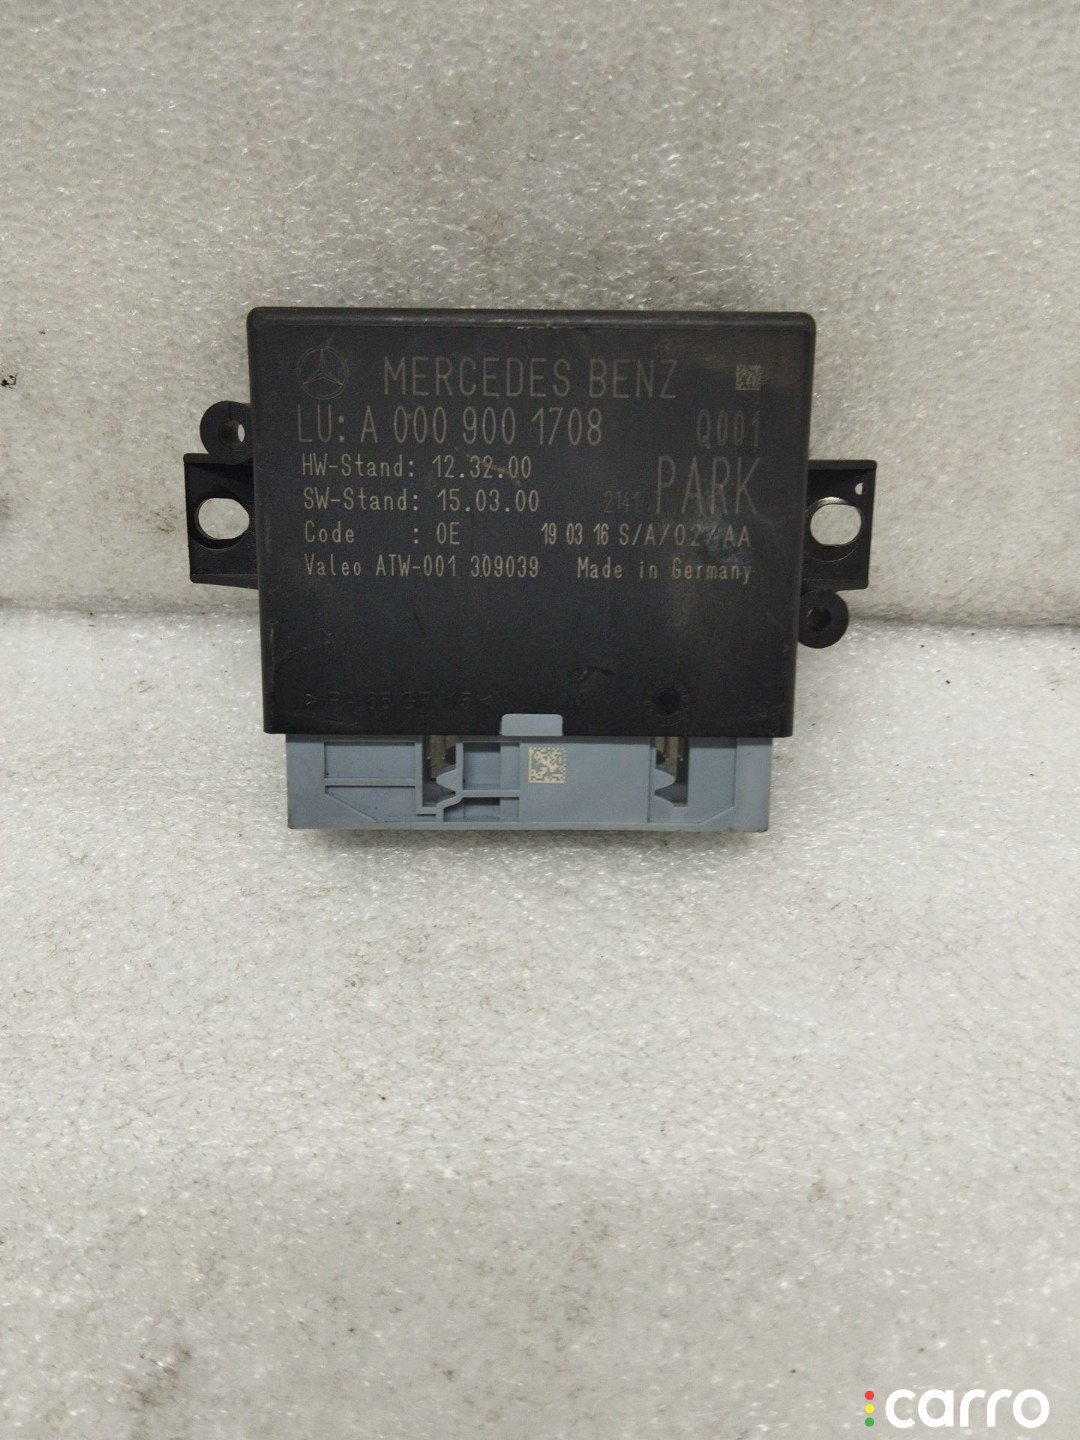 MERCEDES BENZ
LU: A 000 900 1708 Q001
HW-Stand: 12.32.00 PARK
SW-Stand: 15.03.00 2141
Code : 0E 19 03 16 S/A/02/AA
Valeo ATW-001 309039 Made in Germany
carro